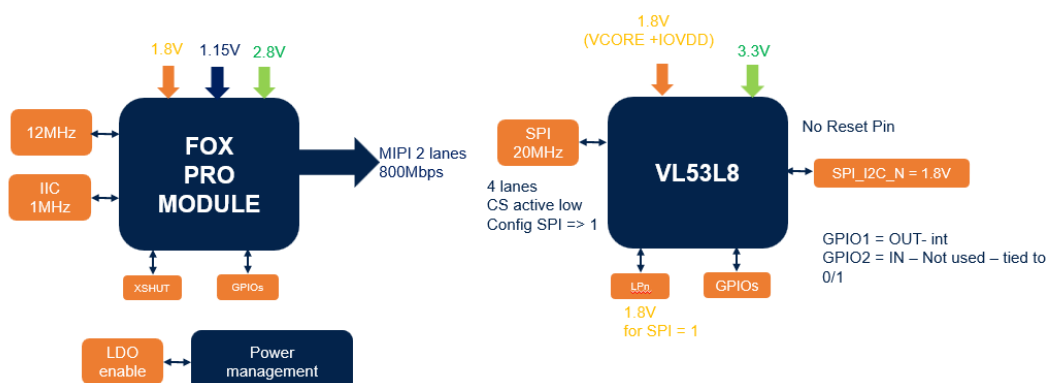 1.8V
1.15V
2.8V
12MHz
IIC
1MHz
FOX
PRO
MODULE
MIPI 2 lanes
800Mbps
XSHUT
GPIOs
LDO
enable
Power
management
1.8V
(VCORE +IOVDD)
3.3V
SPI
20MHz
4 lanes
CS active low
Config SPI => 1
VL53L8
No Reset Pin
SPI_I2C_N = 1.8V
GPIO1 = OUT- int
GPIO2 = IN – Not used – tied to
0/1
LPn
GPIOs
1.8V
for SPI = 1